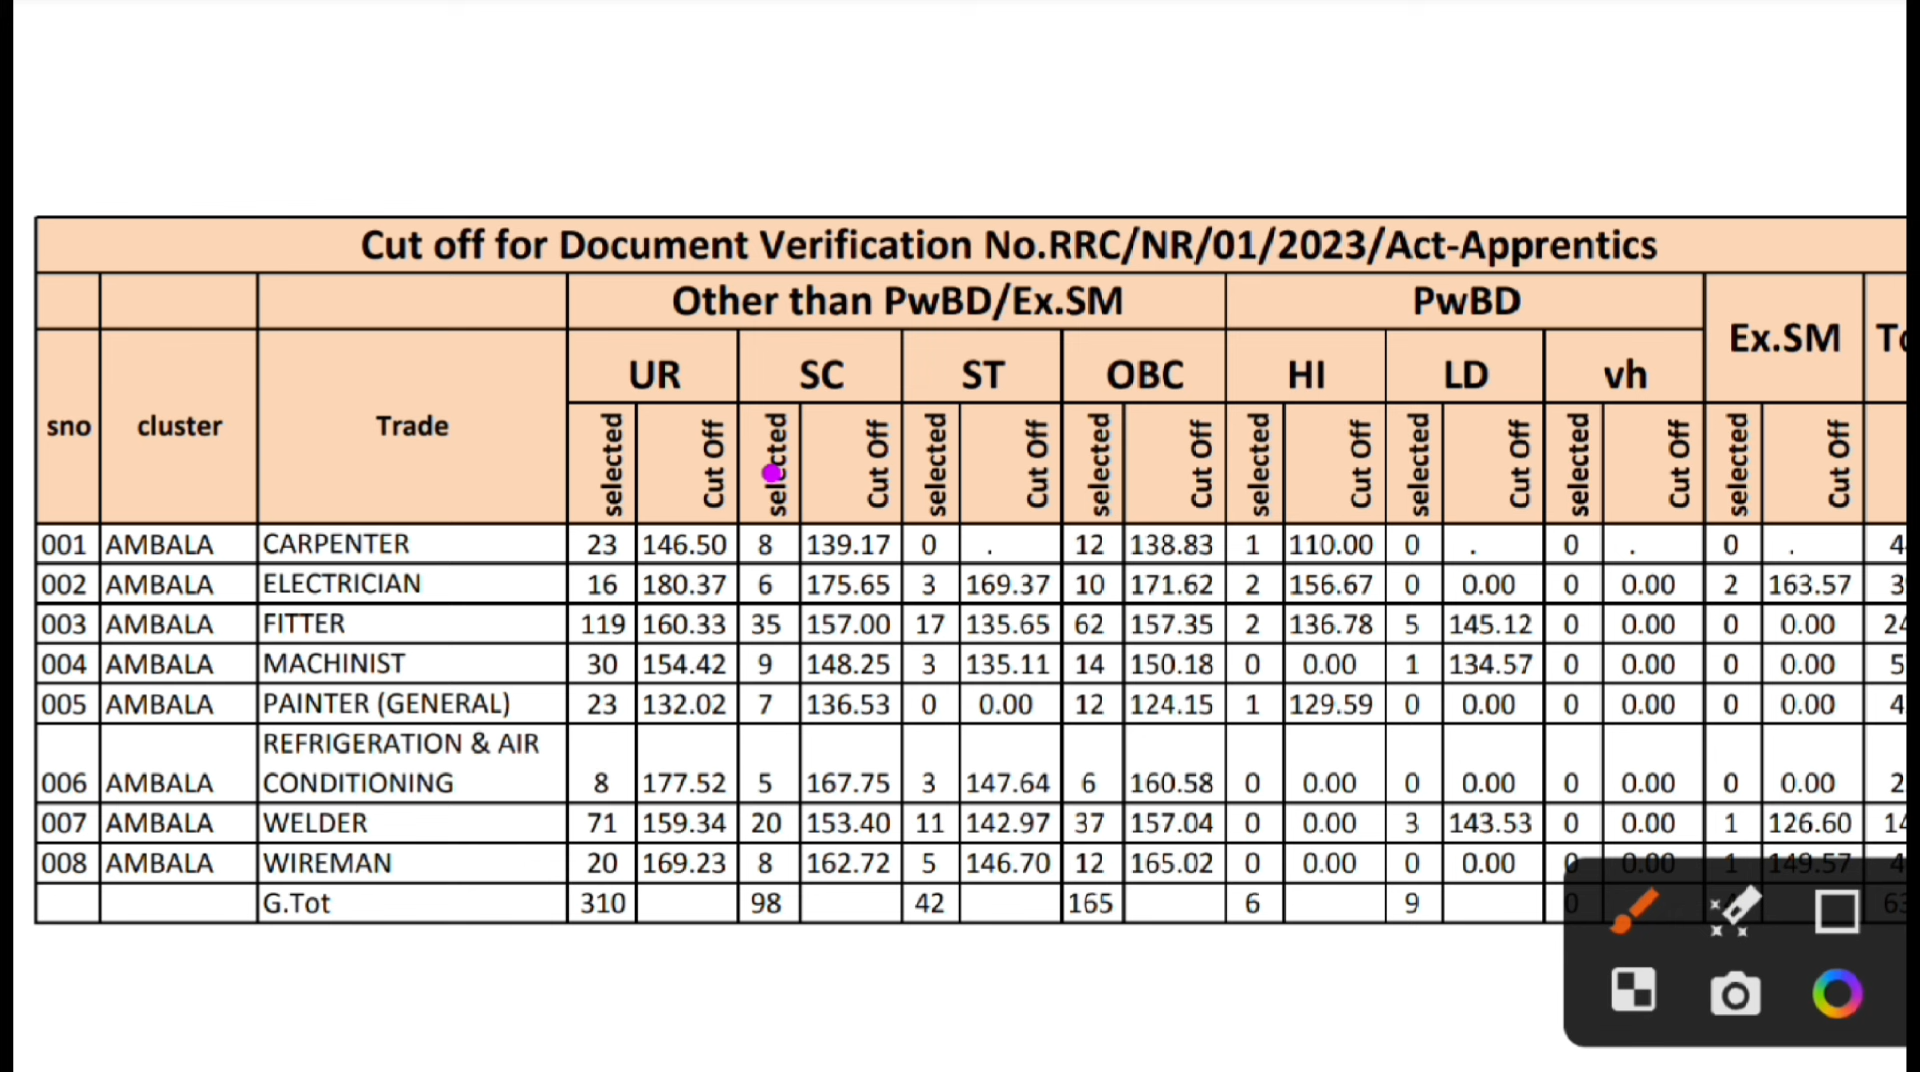 Cut off for Document Verification No.RRC/NR/01/2023/Act-Apprentics
Other than PwBD/Ex.SM PwBD Ex.SM
UR SC ST OBC HI LD vh
sno cluster Trade selected Cut Off selected Cut Off selected Cut Off selected Cut Off selected Cut Off selected Cut Off selected Cut Off selected Cut Off
001 AMBALA CARPENTER 23 146.50 8 139.17 0 . 12 138.83 1 110.00 0 . 0 . 0 .
002 AMBALA ELECTRICIAN 16 180.37 6 175.65 3 169.37 10 171.62 2 156.67 0 0.00 0 0.00 2 163.57
003 AMBALA FITTER 119 160.33 35 157.00 17 135.65 62 157.35 2 136.78 5 145.12 0 0.00 0 0.00
004 AMBALA MACHINIST 30 154.42 9 148.25 3 135.11 14 150.18 0 0.00 1 134.57 0 0.00 0 0.00
005 AMBALA PAINTER (GENERAL) 23 132.02 7 136.53 0 0.00 12 124.15 1 129.59 0 0.00 0 0.00 0 0.00
REFRIGERATION & AIR
006 AMBALA CONDITIONING 8 177.52 5 167.75 3 147.64 6 160.58 0 0.00 0 0.00 0 0.00 0 0.00
007 AMBALA WELDER 71 159.34 20 153.40 11 142.97 37 157.04 0 0.00 3 143.53 0 0.00 1 126.60
008 AMBALA WIREMAN 20 169.23 8 162.72 5 146.70 12 165.02 0 0.00 0 0.00 0 0.00 1 149.57
G.Tot 310 98 42 165 6 9 0